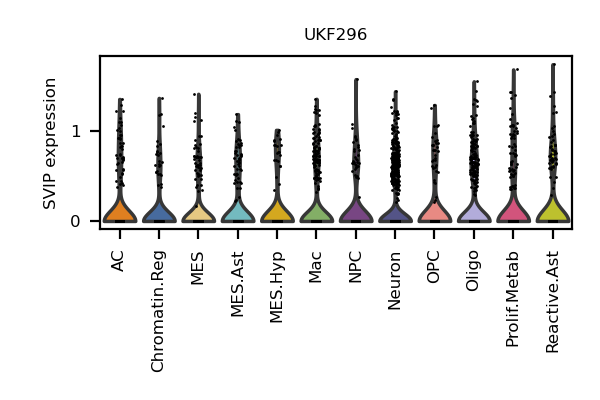 UKF296
SVIP expression
1
0
AC
Chromatin.Reg
MES
MES.Ast
MES.Hyp
Mac
NPC
Neuron
OPC
Oligo
Prolif.Metab
Reactive.Ast